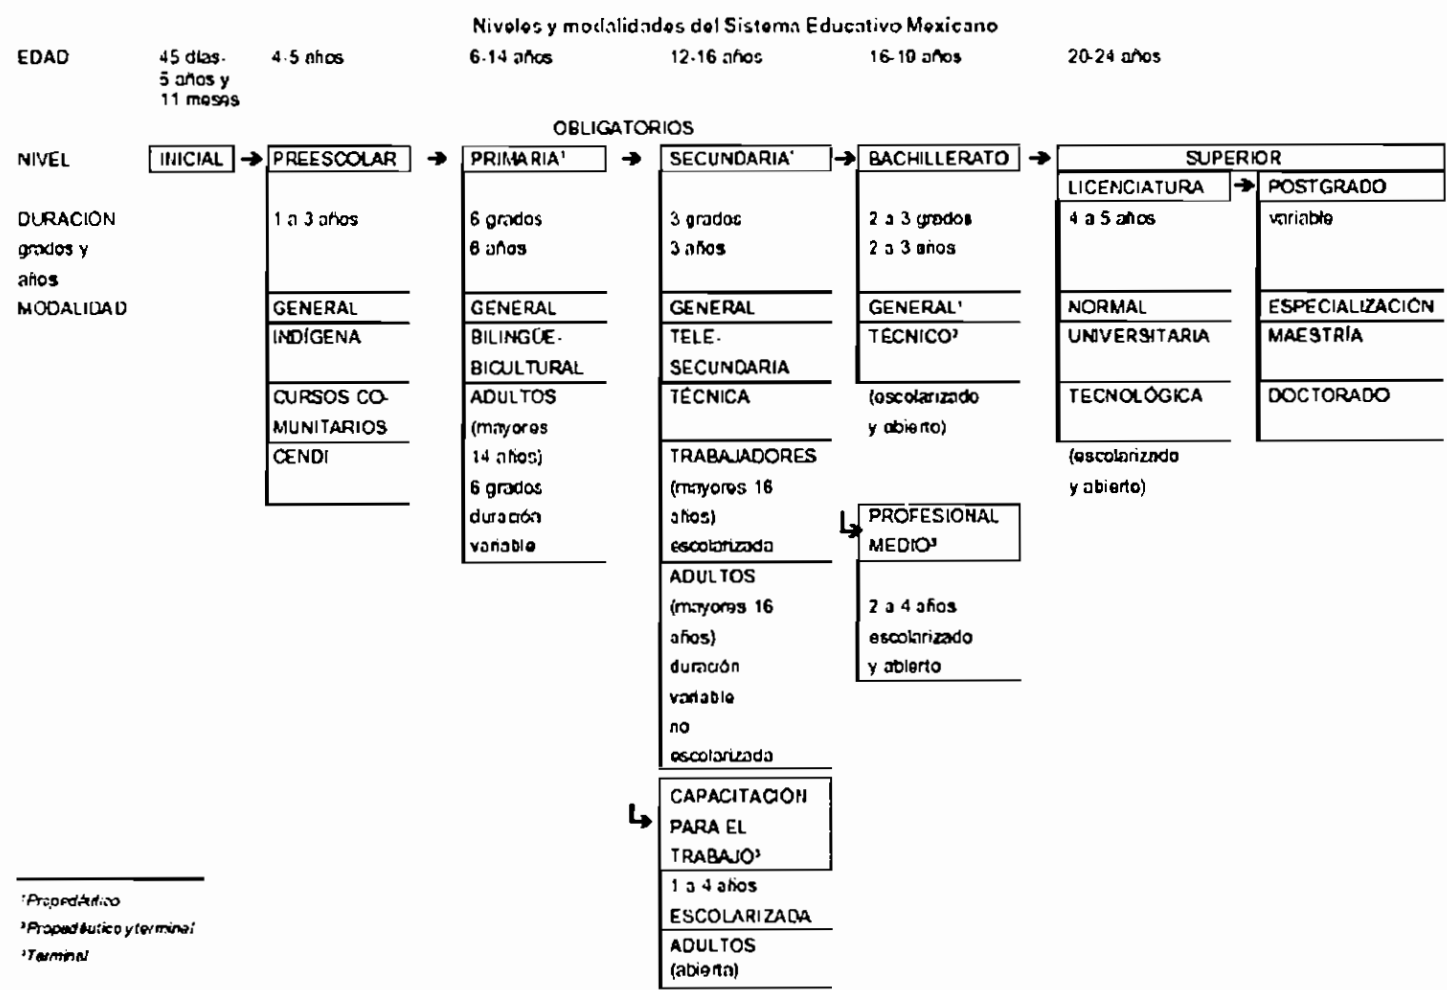 Niveles y modalidades del Sistema Educativo Mexicano
EDAD 45 días- 4-5 años 6-14 años 12-16 años 16-19 años 20-24 años
5 años y
11 meses
OBLIGATORIOS
NIVEL INICIAL → PREESCOLAR → PRIMARIA¹ → SECUNDARIA¹ → BACHILLERATO → SUPERIOR
LICENCIATURA → POSTGRADO
DURACIÓN 1 a 3 años 6 grados 3 grados 2 a 3 grados 4 a 5 años variable
grados y 6 años 3 años 2 a 3 años
años
MODALIDAD GENERAL GENERAL GENERAL GENERAL¹ NORMAL ESPECIALIZACIÓN
INDÍGENA BILINGÜE- TELE- TÉCNICO² UNIVERSITARIA MAESTRÍA
BICULTURAL SECUNDARIA
CURSOS CO- ADULTOS TÉCNICA (escolarizado TECNOLÓGICA DOCTORADO
MUNITARIOS (mayores y abierto)
CENDI 14 años) TRABAJADORES (escolarizado
6 grados (mayores 16 y abierto)
duración años) PROFESIONAL
variable escolarizada MEDIO³
ADULTOS
(mayores 16 2 a 4 años
años) escolarizado
duración y abierto
variable
no
escolarizada
CAPACITACIÓN
PARA EL
TRABAJO³
1 a 4 años
ESCOLARIZADA
ADULTOS
(abierta)
¹Propedéutico
²Propedéutico y terminal
³Terminal